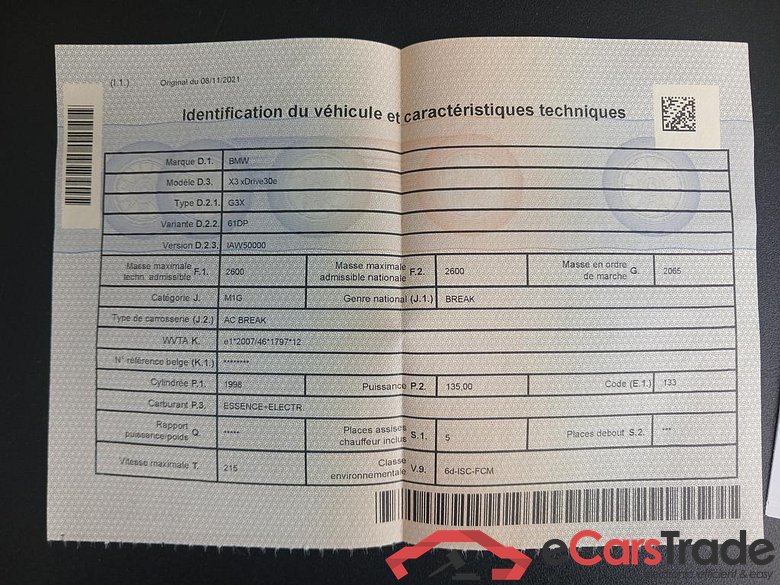 (I.1.) Original du 08/11/2021
Identification du véhicule et caractéristiques techniques
Marque D.1. BMW
Modèle D.3. X3 xDrive30e
Type D.2.1. G3X
Variante D.2.2. 61DP
Version D.2.3. IAW50000
Masse maximale techn. admissible F.1. 2600 Masse maximale admissible nationale F.2. 2600 Masse en ordre de marche G. 2065
Catégorie J. M1G Genre national (J.1.) BREAK
Type de carrosserie (J.2.) AC BREAK
WVTA K. e1*2007/46*1797*12
N° référence belge (K.1.) ********
Cylindrée P.1. 1998 Puissance P.2. 135,00 Code (E.1.) 133
Carburant P.3. ESSENCE+ELECTR.
Rapport puissance/poids Q. ***** Places assises chauffeur inclus S.1. 5 Places debout S.2. ***
Vitesse maximale T. 215 Classe environnementale V.9. 6d-ISC-FCM
eCarsTrade
efficient & easy